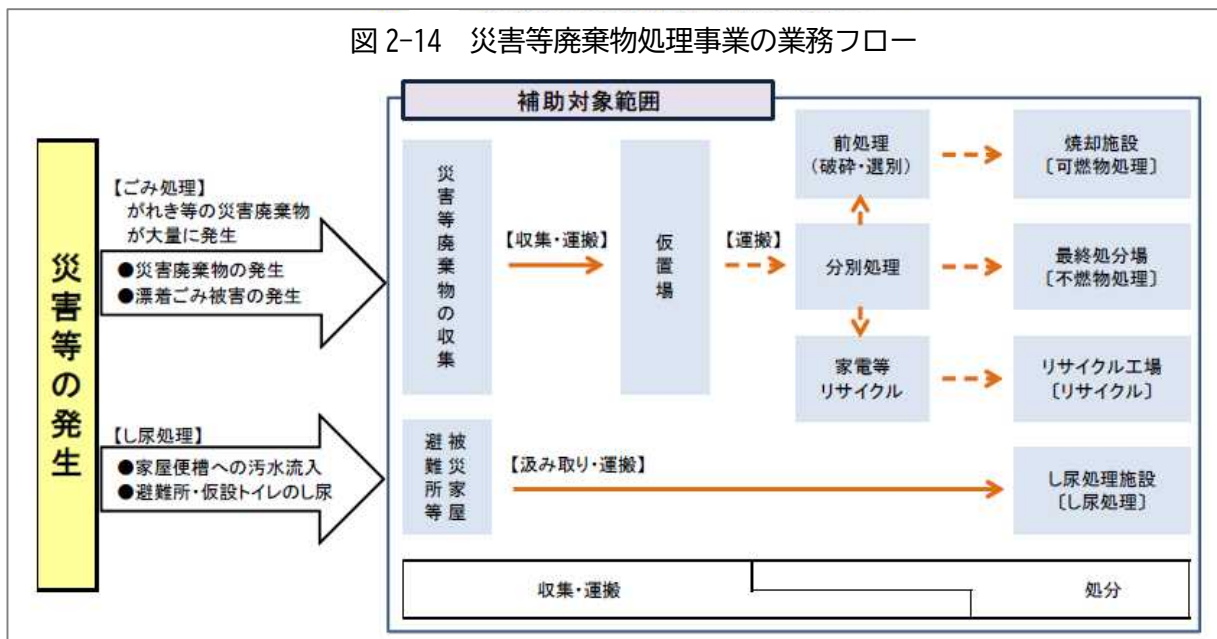 図 2-14 災害等廃棄物処理事業の業務フロー
補助対象範囲
災害等の発生
【ごみ処理】
がれき等の災害廃棄物
が大量に発生
●災害廃棄物の発生
●漂着ごみ被害の発生
【し尿処理】
●家屋便槽への汚水流入
●避難所・仮設トイレのし尿
災害等廃棄物の収集
【収集・運搬】
仮置場
【運搬】
前処理
(破砕・選別)
分別処理
家電等
リサイクル
焼却施設
〔可燃物処理〕
最終処分場
〔不燃物処理〕
リサイクル工場
〔リサイクル〕
被災家屋
避難所等
【汲み取り・運搬】
し尿処理施設
〔し尿処理〕
収集・運搬
処分